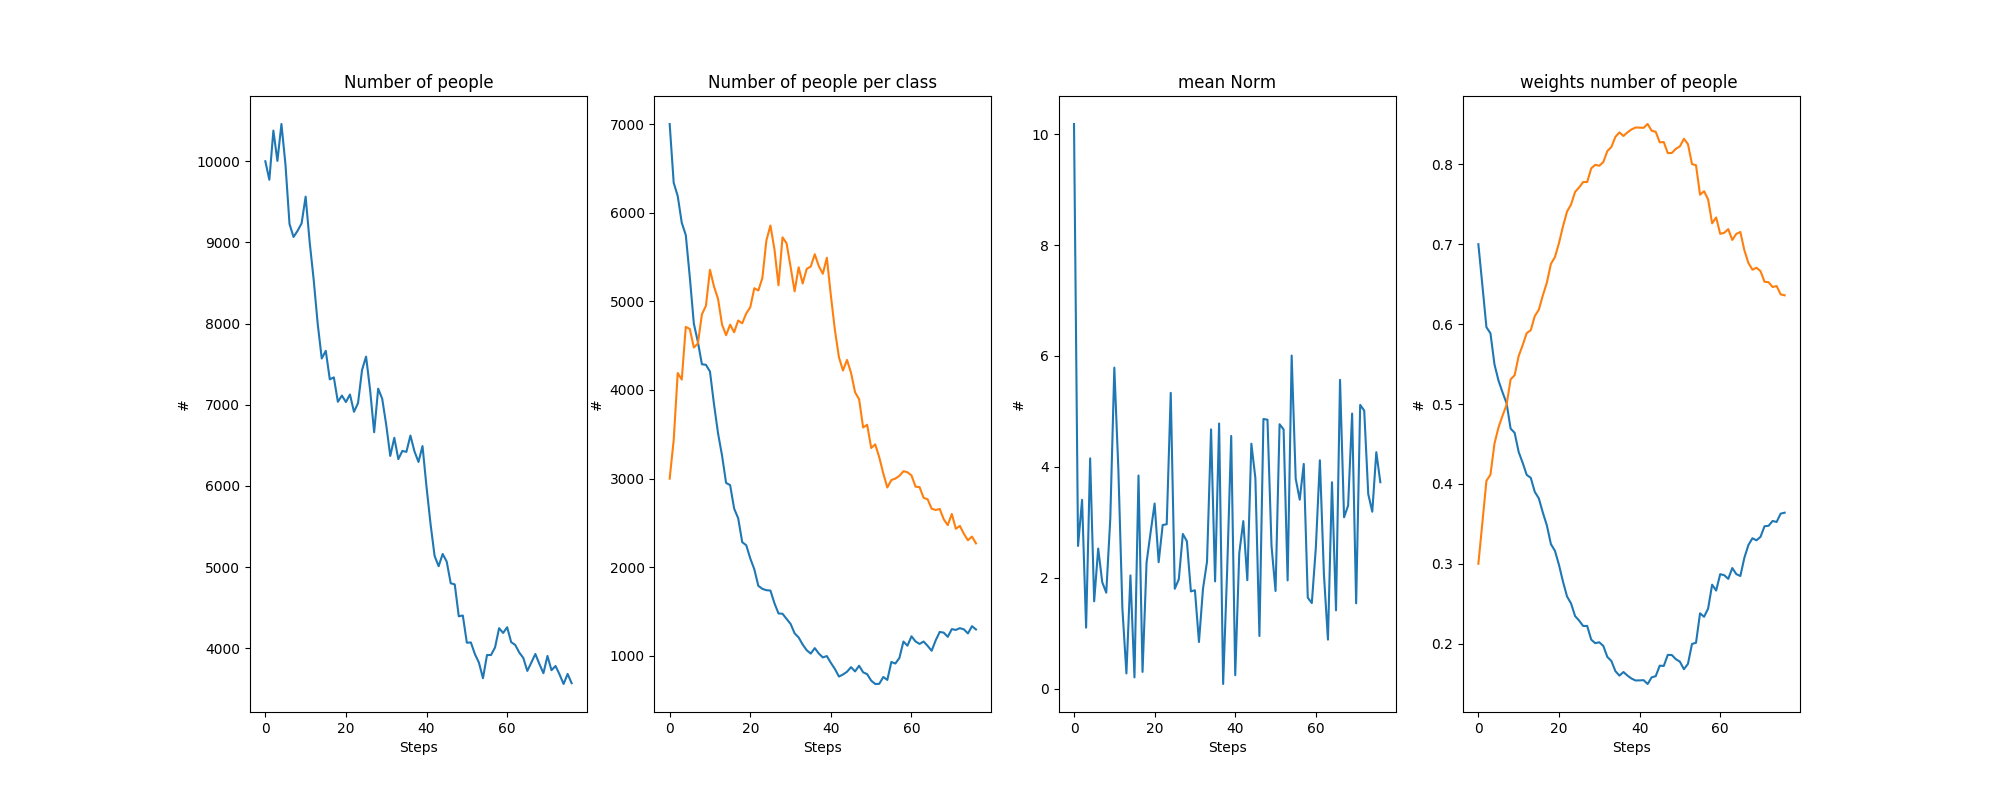 Number of people
10000
9000
8000
7000
6000
5000
4000
#
0 20 40 60
Steps
Number of people per class
7000
6000
5000
4000
3000
2000
1000
#
0 20 40 60
Steps
mean Norm
10
8
6
4
2
0
#
0 20 40 60
Steps
weights number of people
0.8
0.7
0.6
0.5
0.4
0.3
0.2
#
0 20 40 60
Steps